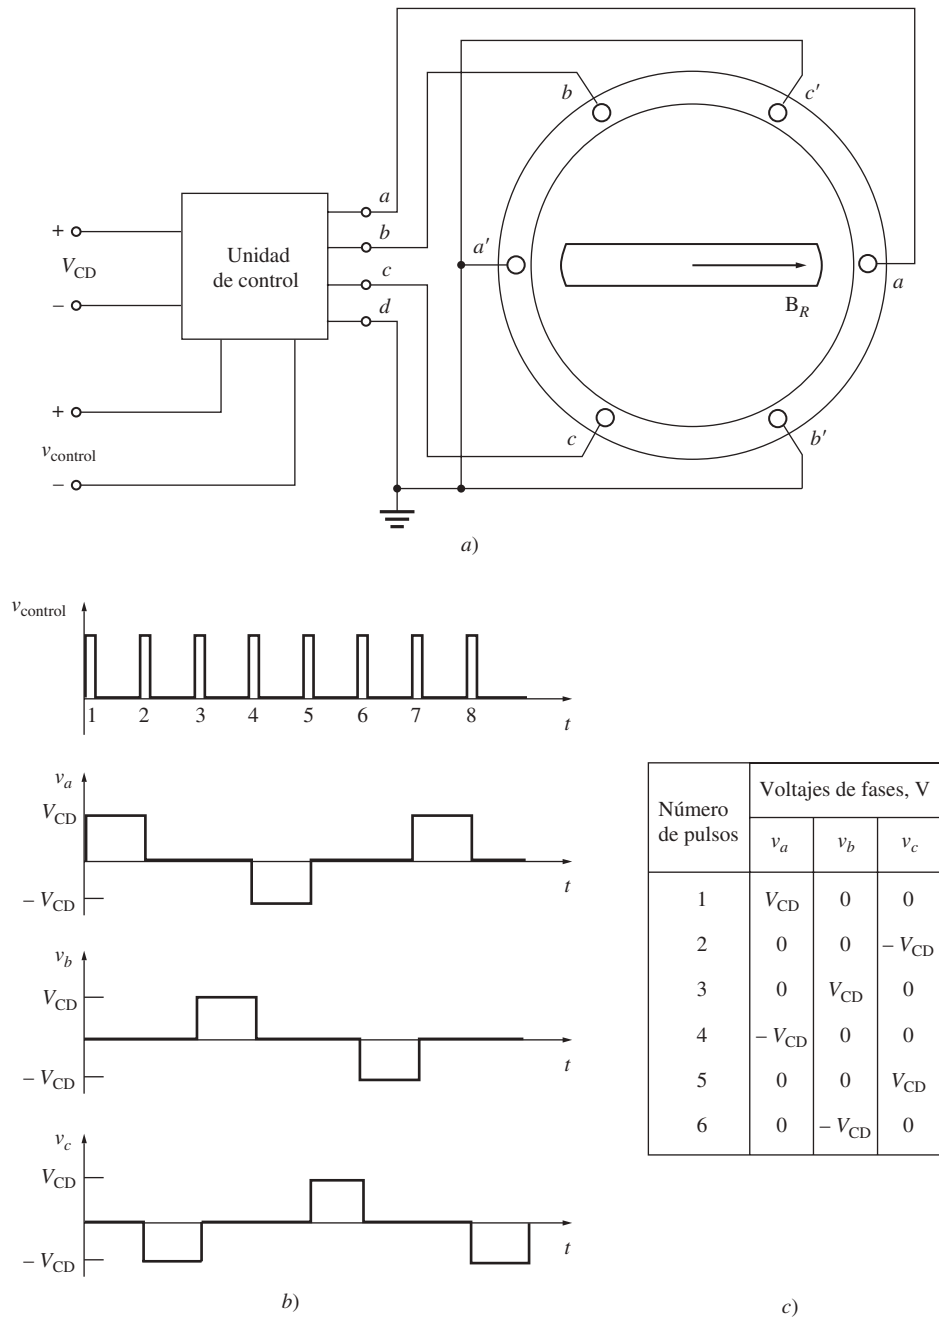 a
b
c
d
+
V_CD
−
Unidad
de control
+
v_control
−
b
c′
a′
a
B_R
c
b′
a)
v_control
1 2 3 4 5 6 7 8
t
v_a
V_CD
− V_CD
t
v_b
V_CD
− V_CD
t
v_c
V_CD
− V_CD
t
b)
Número
de pulsos
Voltajes de fases, V
v_a v_b v_c
1 V_CD 0 0
2 0 0 − V_CD
3 0 V_CD 0
4 − V_CD 0 0
5 0 0 V_CD
6 0 − V_CD 0
c)